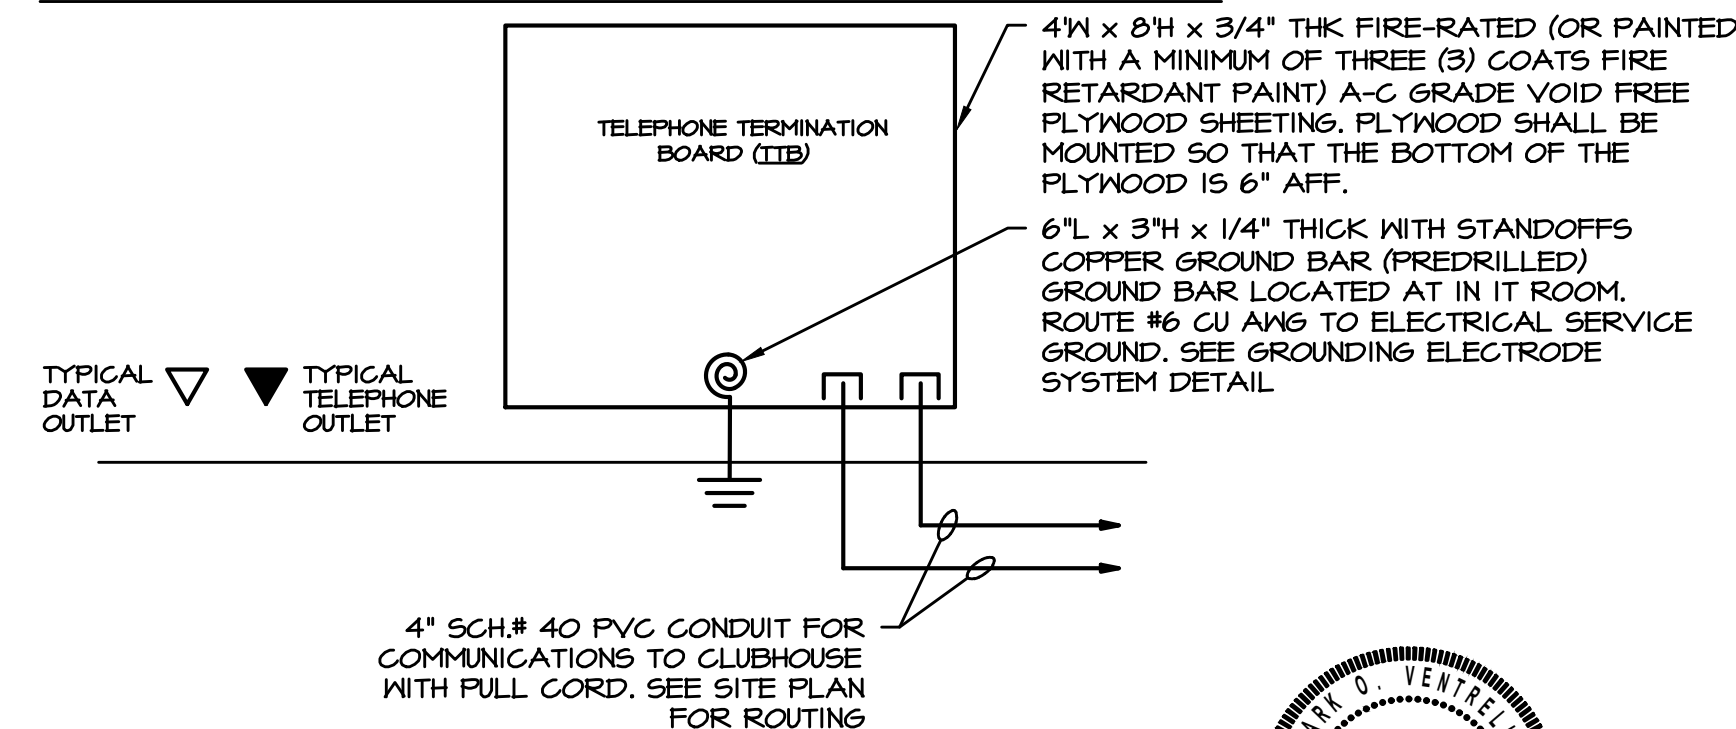 4'W x 8'H x 3/4" THK FIRE-RATED (OR PAINTED
WITH A MINIMUM OF THREE (3) COATS FIRE
RETARDANT PAINT) A-C GRADE VOID FREE
PLYWOOD SHEETING. PLYWOOD SHALL BE
MOUNTED SO THAT THE BOTTOM OF THE
PLYWOOD IS 6" AFF.
TELEPHONE TERMINATION
BOARD (TTB)
6"L x 3"H x 1/4" THICK WITH STANDOFFS
COPPER GROUND BAR (PREDRILLED)
GROUND BAR LOCATED AT IN IT ROOM.
ROUTE #6 CU AWG TO ELECTRICAL SERVICE
GROUND. SEE GROUNDING ELECTRODE
SYSTEM DETAIL
TYPICAL
DATA
OUTLET
TYPICAL
TELEPHONE
OUTLET
4" SCH.# 40 PVC CONDUIT FOR
COMMUNICATIONS TO CLUBHOUSE
WITH PULL CORD. SEE SITE PLAN
FOR ROUTING
ARK O. VENTRELL